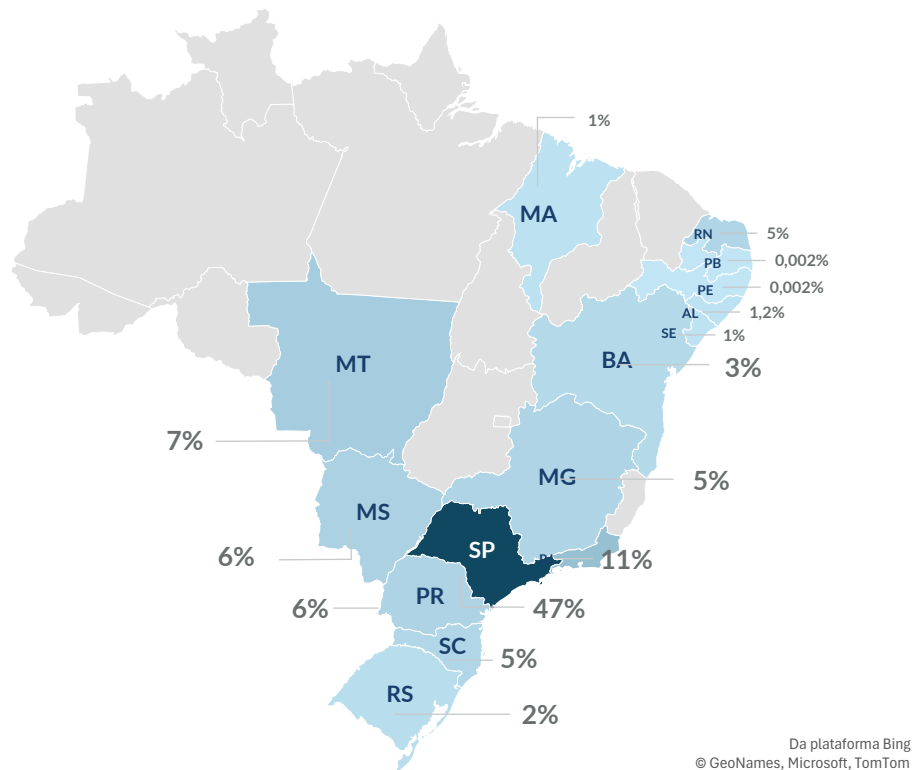 1%
MA
RN 5%
PB 0,002%
PE 0,002%
AL 1,2%
SE 1%
BA 3%
MT
7%
MG 5%
MS
SP
6%
11%
PR
6%
47%
SC
5%
RS
2%
Da plataforma Bing
© GeoNames, Microsoft, TomTom